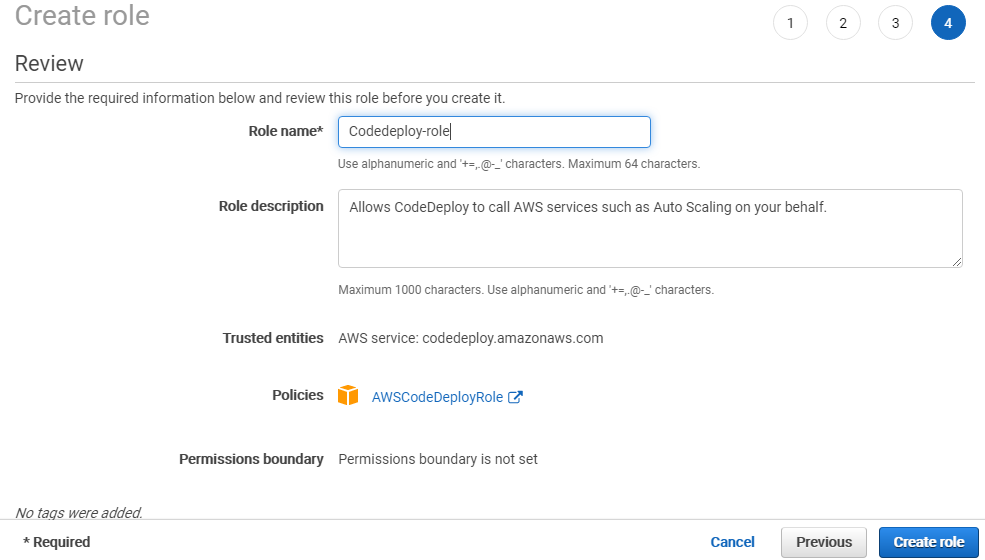 Create role
1 2 3 4
Review
Provide the required information below and review this role before you create it.
Role name* Codedeploy-role
Use alphanumeric and '+=,.@-_' characters. Maximum 64 characters.
Role description Allows CodeDeploy to call AWS services such as Auto Scaling on your behalf.
Maximum 1000 characters. Use alphanumeric and '+=,.@-_' characters.
Trusted entities AWS service: codedeploy.amazonaws.com
Policies AWSCodeDeployRole
Permissions boundary Permissions boundary is not set
No tags were added.
* Required Cancel Previous Create role